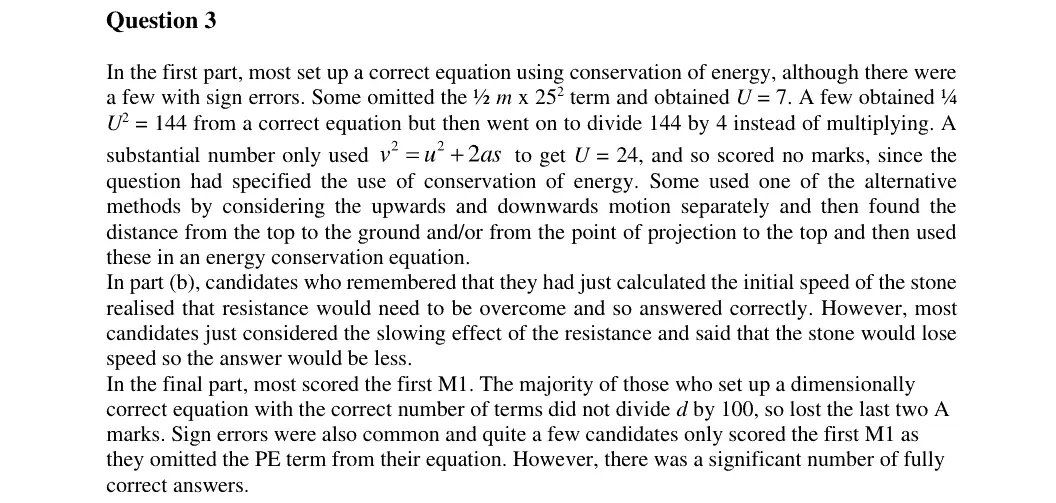 Question 3
In the first part, most set up a correct equation using conservation of energy, although there were
a few with sign errors. Some omitted the ½ m x 25² term and obtained U = 7. A few obtained ¼
U² = 144 from a correct equation but then went on to divide 144 by 4 instead of multiplying. A
substantial number only used v² = u² + 2as to get U = 24, and so scored no marks, since the
question had specified the use of conservation of energy. Some used one of the alternative
methods by considering the upwards and downwards motion separately and then found the
distance from the top to the ground and/or from the point of projection to the top and then used
these in an energy conservation equation.
In part (b), candidates who remembered that they had just calculated the initial speed of the stone
realised that resistance would need to be overcome and so answered correctly. However, most
candidates just considered the slowing effect of the resistance and said that the stone would lose
speed so the answer would be less.
In the final part, most scored the first M1. The majority of those who set up a dimensionally
correct equation with the correct number of terms did not divide d by 100, so lost the last two A
marks. Sign errors were also common and quite a few candidates only scored the first M1 as
they omitted the PE term from their equation. However, there was a significant number of fully
correct answers.